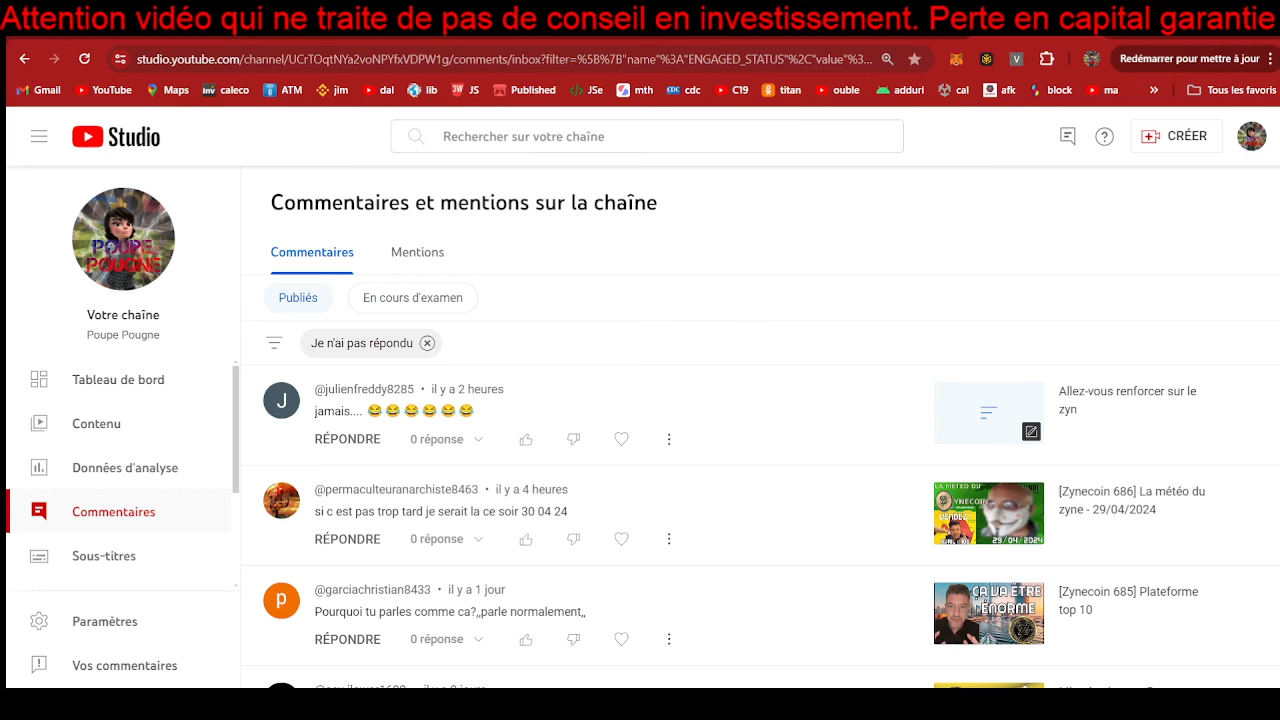 Attention vidéo qui ne traite de pas de conseil en investissement. Perte en capital garantie
studio.youtube.com/channel/UCrTOqtNYa2voNPYfxVDPW1g/comments/inbox?filter=%5B%7B"name"%3A"ENGAGED_STATUS"%2C"value"%3...
Redémarrer pour mettre à jour
Gmail YouTube Maps inv caleco ATM jim dal lib JS Published JSe mth CDC cdc C19 titan ouble adduri cal afk block ma » Tous les favoris
Studio
Rechercher sur votre chaîne
CRÉER
POUPE
POUGNE
Votre chaîne
Poupe Pougne
Tableau de bord
Contenu
Données d'analyse
Commentaires
Sous-titres
Paramètres
Vos commentaires
Commentaires et mentions sur la chaîne
Commentaires Mentions
Publiés En cours d'examen
Je n'ai pas répondu
J
@julienfreddy8285 • il y a 2 heures
jamais.... 😂 😂 😂 😂 😂 😂
RÉPONDRE 0 réponse
Allez-vous renforcer sur le
zyn
@permaculteuranarchiste8463 • il y a 4 heures
si c est pas trop tard je serait la ce soir 30 04 24
RÉPONDRE 0 réponse
VENDEZ
29/04/2024
[Zynecoin 686] La météo du
zyne - 29/04/2024
P
@garciachristian8433 • il y a 1 jour
Pourquoi tu parles comme ca?,,parle normalement,,
RÉPONDRE 0 réponse
ÇA VA ÊTRE
ÉNORME
[Zynecoin 685] Plateforme
top 10